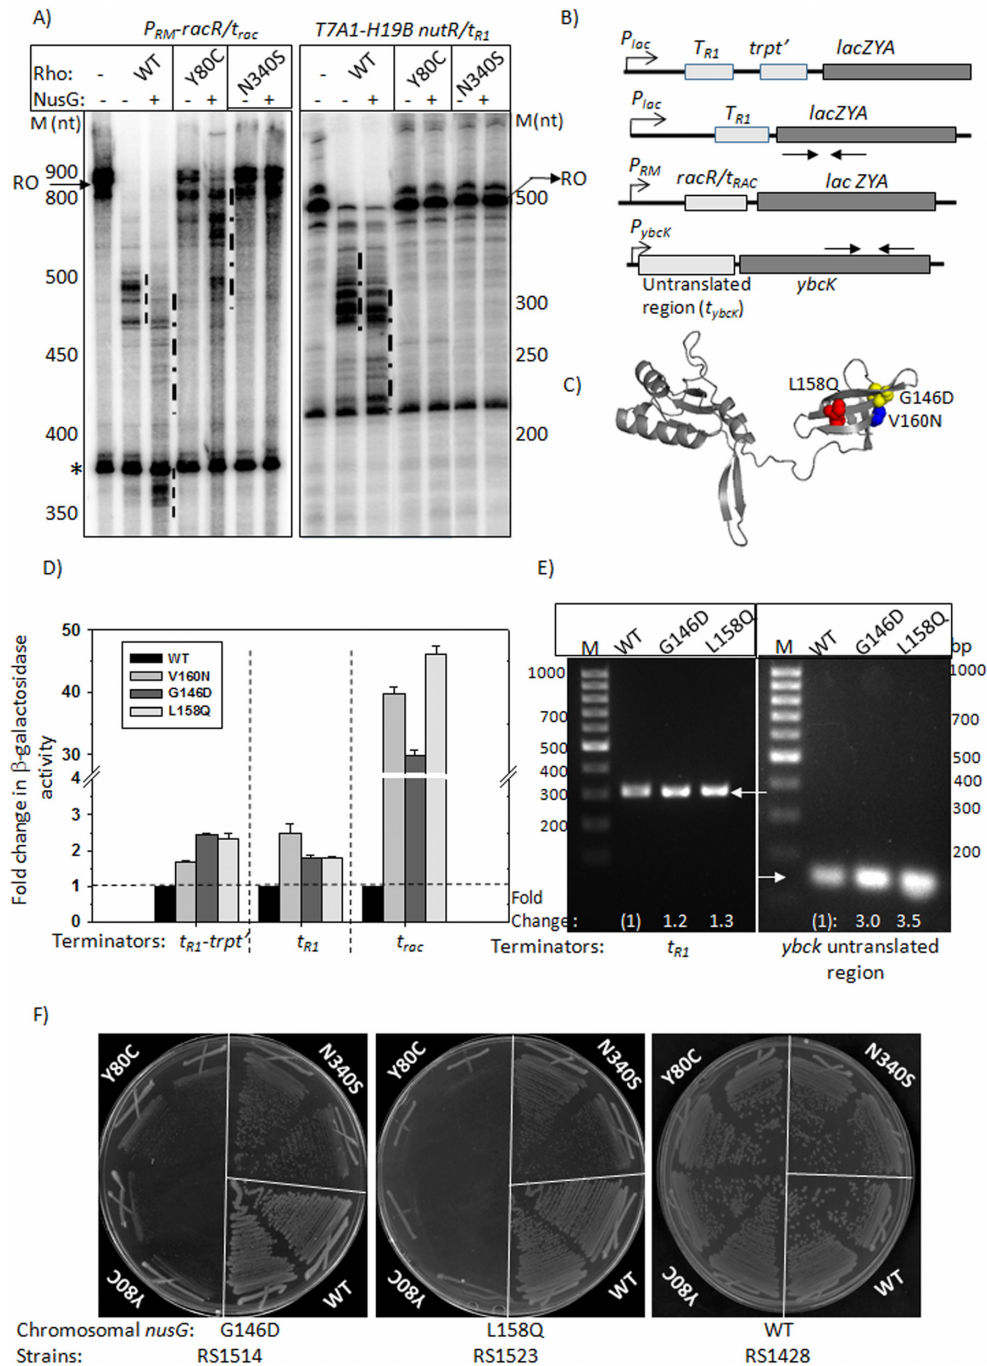 A)
P_RM-racR/t_rac
T7A1-H19B nutR/t_R1
Rho: - WT Y80C N340S - WT Y80C N340S
NusG: - - + - + - + - - + - + - +
M (nt)
900
RO
800
500
450
400
*
350
M(nt)
RO
500
300
250
200
B)
P_lac T_R1 trpt' lacZYA
P_lac T_R1 lacZYA
P_RM racR/t_RAC lac ZYA
P_ybcK
Untranslated region (t_ybcK)
ybcK
C)
L158Q
G146D
V160N
D)
Fold change in β-galactosidase activity
50
40
30
4
2
2
1
0
WT
V160N
G146D
L158Q
Terminators: t_R1-trpt' t_R1 t_rac
E)
M WT G146D L158Q M WT G146D L158Q bp
1000
700
500
400
300
200
1000
700
500
400
300
200
Fold
Change: (1) 1.2 1.3 (1): 3.0 3.5
Terminators: t_R1 ybck untranslated
region
F)
Y80C N340S Y80C WT
Y80C N340S Y80C WT
Y80C N340S Y80C WT
Chromosomal nusG: G146D L158Q WT
Strains: RS1514 RS1523 RS1428